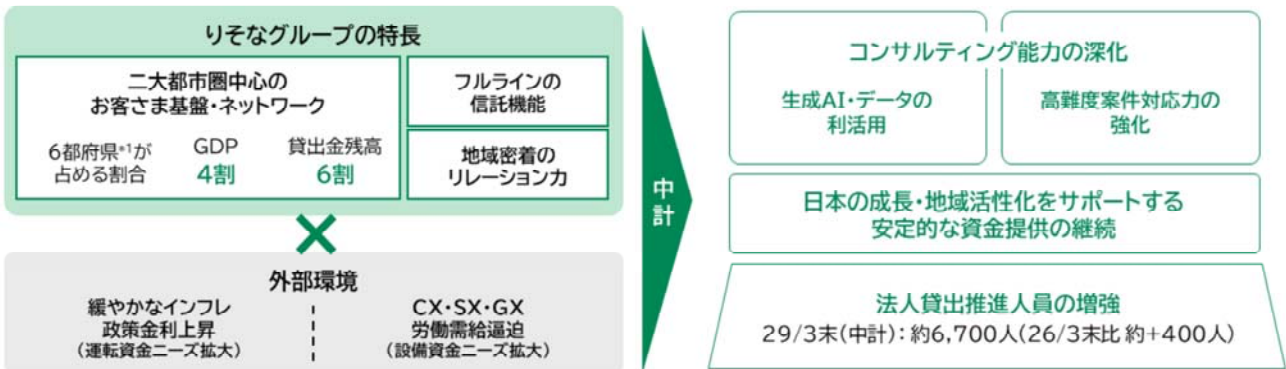 りそなグループの特長
二大都市圏中心の
お客さま基盤・ネットワーク
6都府県*1が
占める割合
GDP
4割
貸出金残高
6割
フルラインの
信託機能
地域密着の
リレーション力
×
外部環境
緩やかなインフレ
政策金利上昇
(運転資金ニーズ拡大)
CX・SX・GX
労働需給逼迫
(設備資金ニーズ拡大)
中計
コンサルティング能力の深化
生成AI・データの
利活用
高難度案件対応力の
強化
日本の成長・地域活性化をサポートする
安定的な資金提供の継続
法人貸出推進人員の増強
29/3末(中計):約6,700人(26/3末比 約+400人)